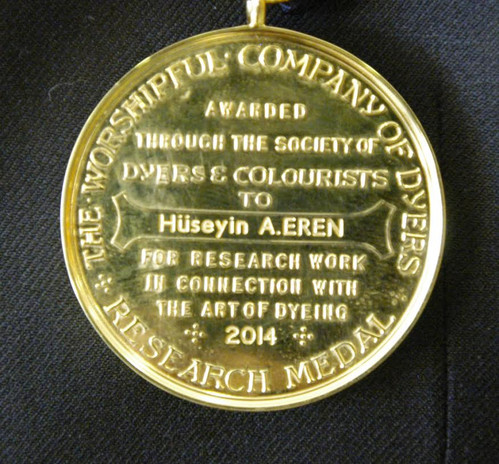 THE · WORSHIPFUL · COMPANY OF DYERS
AWARDED
THROUGH THE SOCIETY OF
DYERS & COLOURISTS
TO
Hüseyin A.EREN
FOR RESEARCH WORK
IN CONNECTION WITH
THE ART OF DYEING
2014
RESEARCH MEDAL